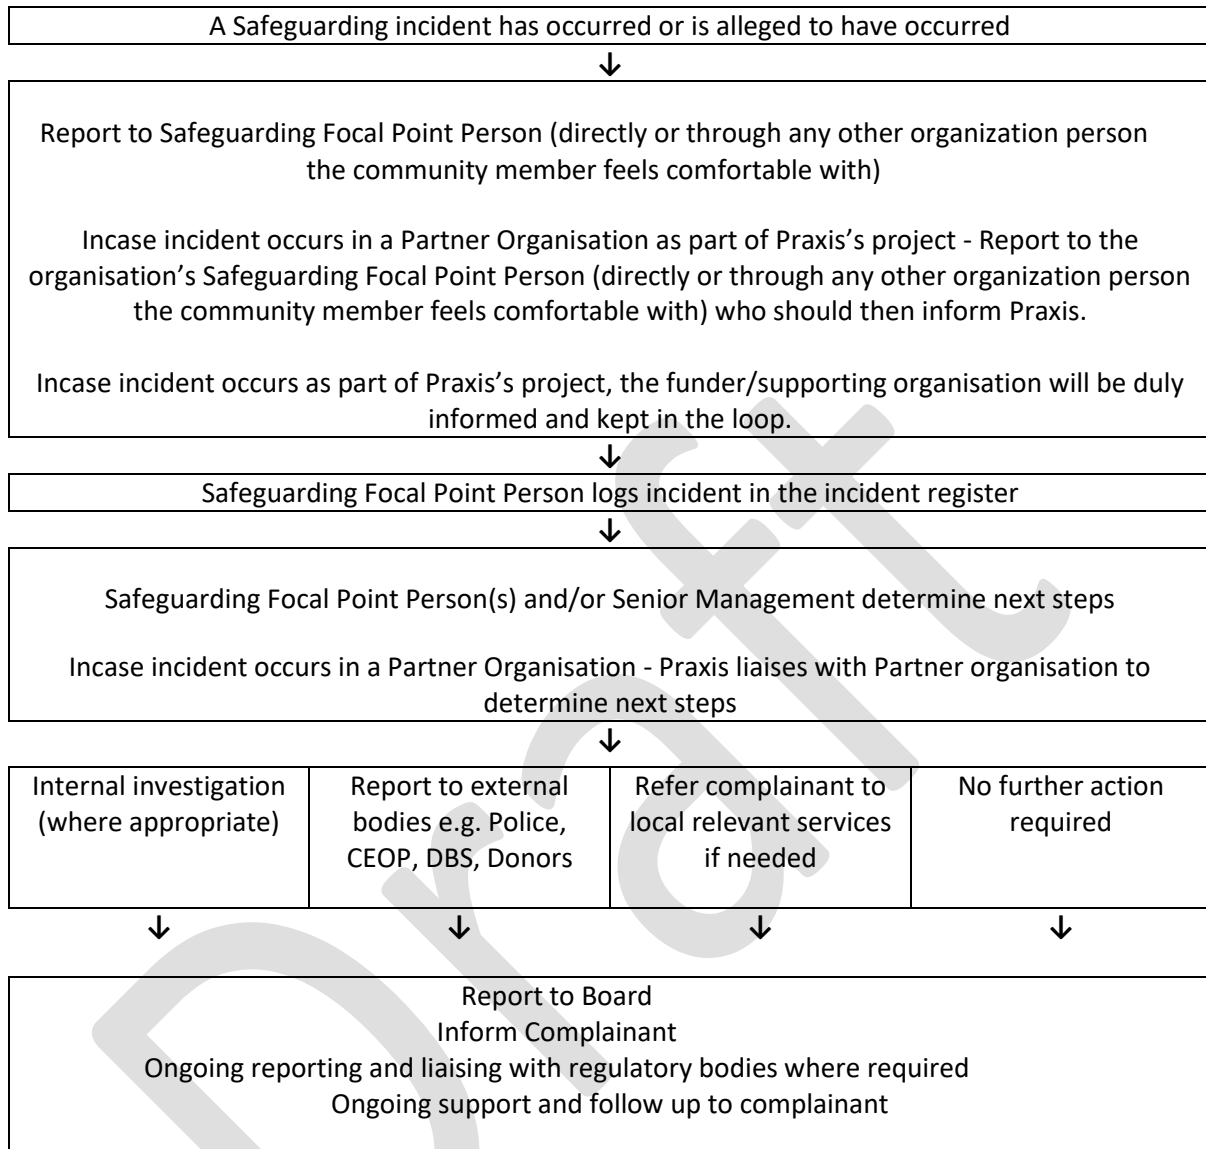 A Safeguarding incident has occurred or is alleged to have occurred
↓
Report to Safeguarding Focal Point Person (directly or through any other organization person
the community member feels comfortable with)
Incase incident occurs in a Partner Organisation as part of Praxis’s project - Report to the
organisation’s Safeguarding Focal Point Person (directly or through any other organization person
the community member feels comfortable with) who should then inform Praxis.
Incase incident occurs as part of Praxis’s project, the funder/supporting organisation will be duly
informed and kept in the loop.
↓
Safeguarding Focal Point Person logs incident in the incident register
↓
Safeguarding Focal Point Person(s) and/or Senior Management determine next steps
Incase incident occurs in a Partner Organisation - Praxis liaises with Partner organisation to
determine next steps
↓
Internal investigation
(where appropriate)
Report to external
bodies e.g. Police,
CEOP, DBS, Donors
Refer complainant to
local relevant services
if needed
No further action
required
↓ ↓ ↓ ↓
Report to Board
Inform Complainant
Ongoing reporting and liaising with regulatory bodies where required
Ongoing support and follow up to complainant
Draft